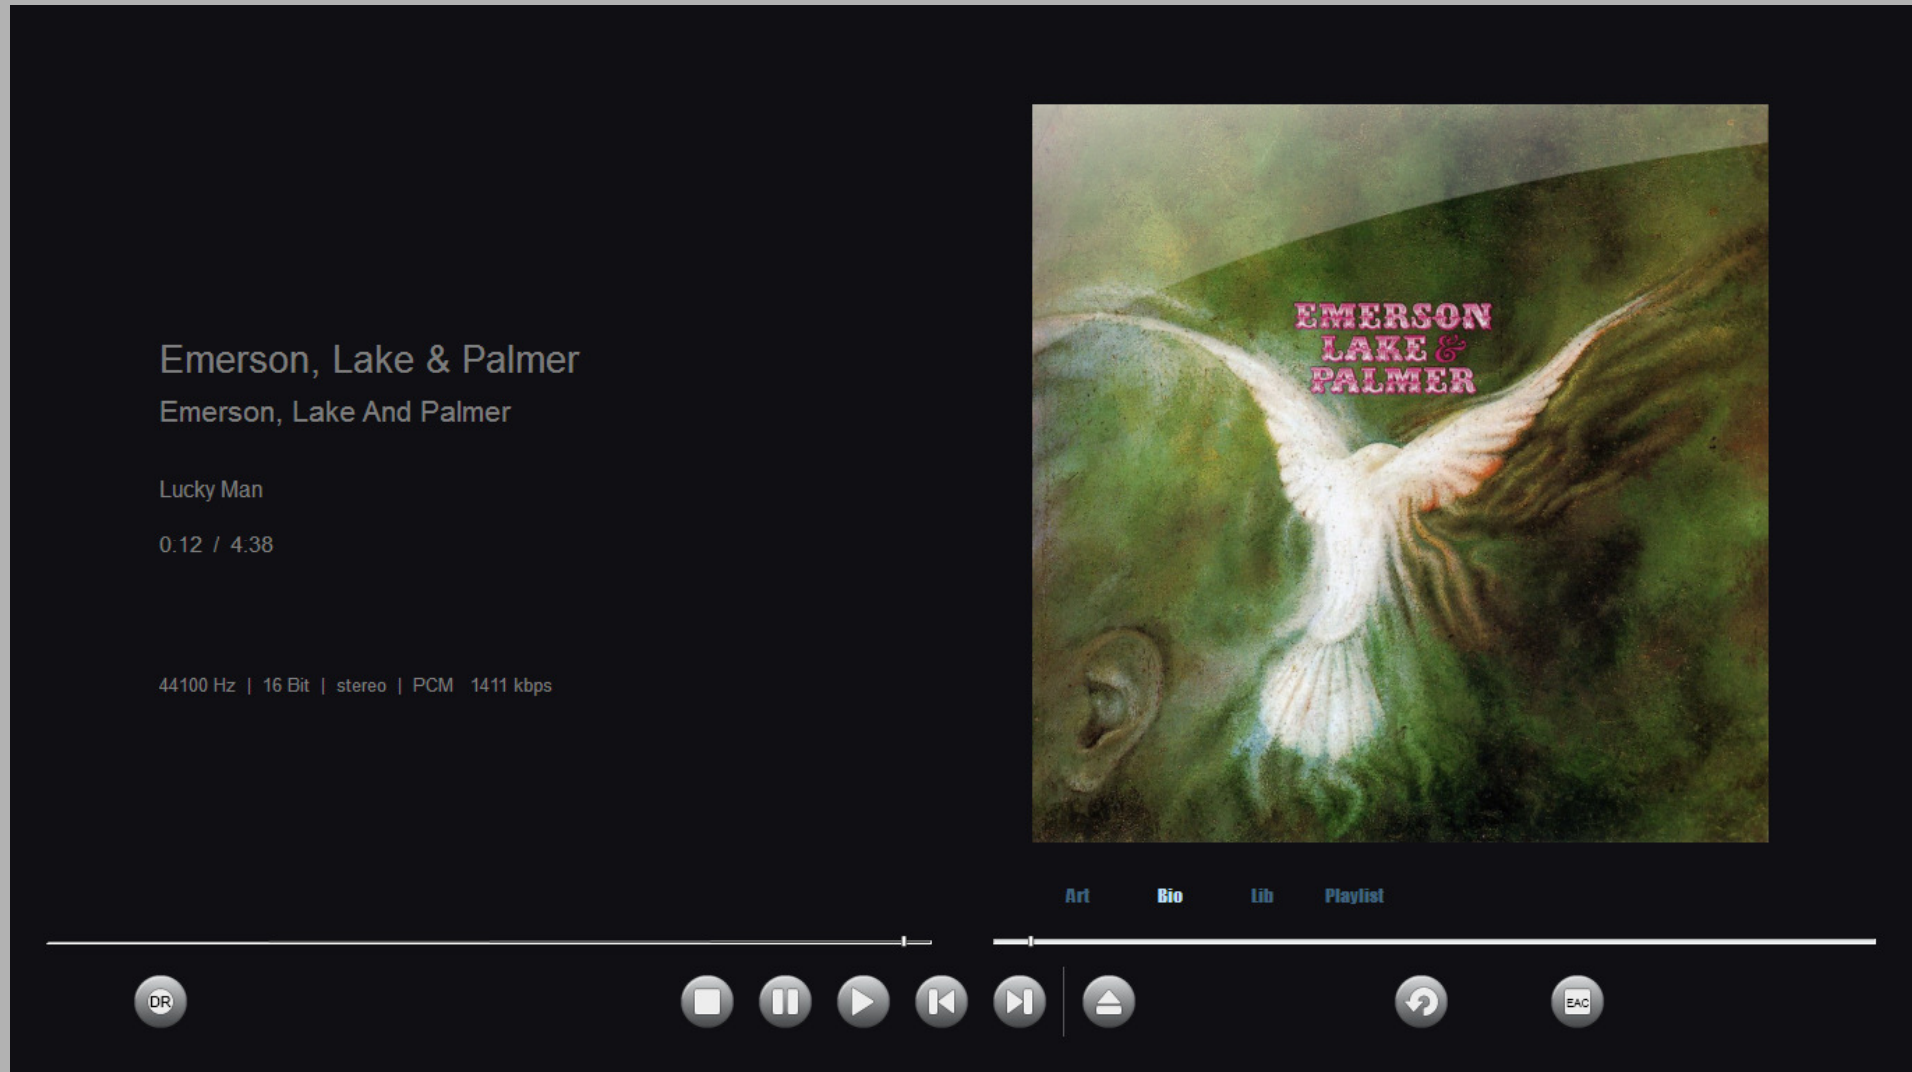 Emerson, Lake & Palmer
Emerson, Lake And Palmer
Lucky Man
0:12 / 4:38
44100 Hz | 16 Bit | stereo | PCM 1411 kbps
EMERSON
LAKE &
PALMER
Art Bio Lib Playlist
DR
EAC